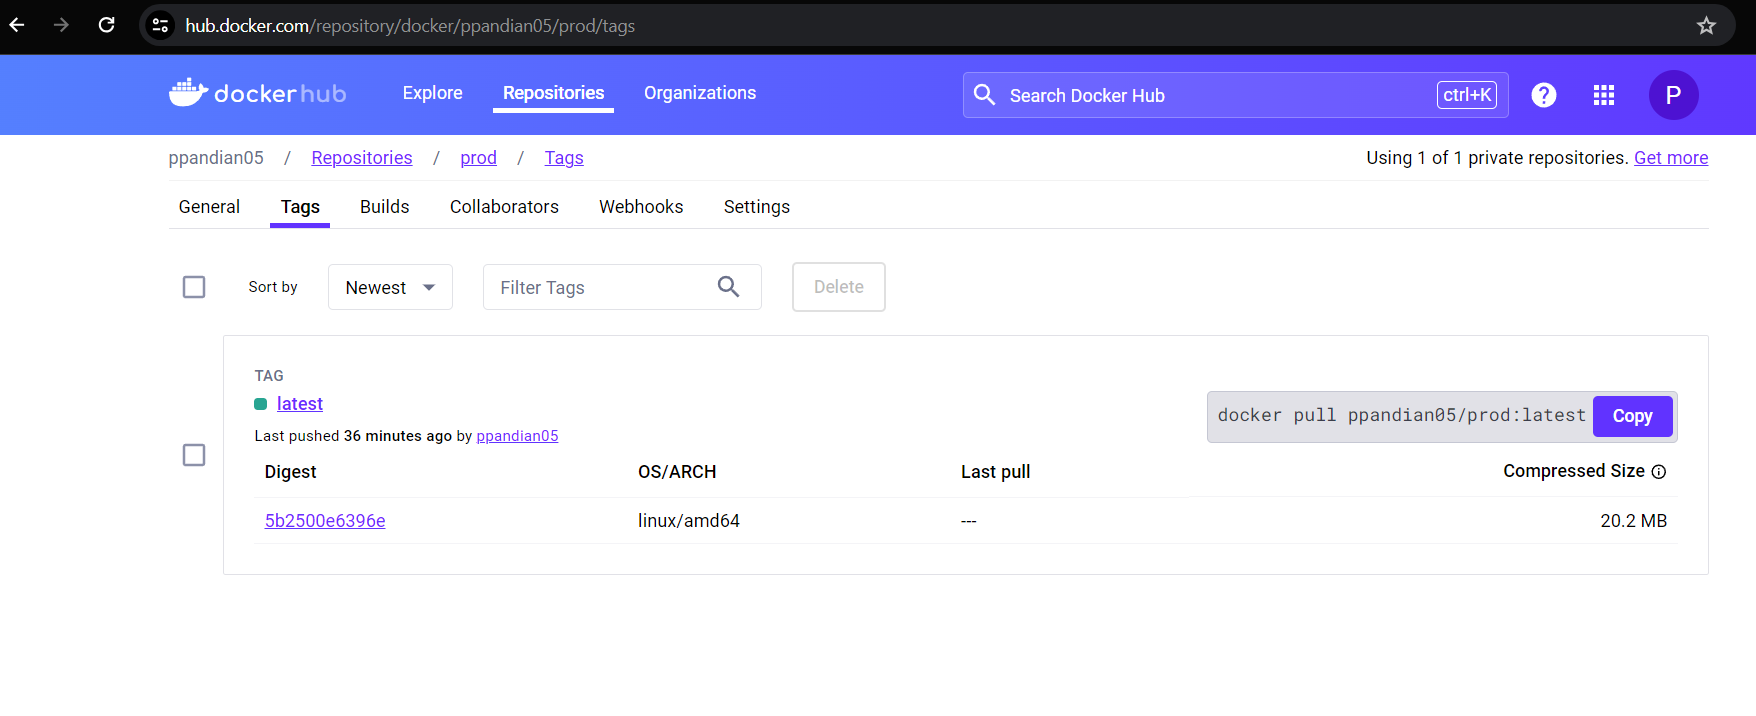 hub.docker.com/repository/docker/ppandian05/prod/tags
dockerhub Explore Repositories Organizations Search Docker Hub ctrl+K ? P
ppandian05 / Repositories / prod / Tags Using 1 of 1 private repositories. Get more
General Tags Builds Collaborators Webhooks Settings
Sort by Newest Filter Tags Delete
TAG
latest
docker pull ppandian05/prod:latest Copy
Last pushed 36 minutes ago by ppandian05
Digest OS/ARCH Last pull Compressed Size
5b2500e6396e linux/amd64 --- 20.2 MB